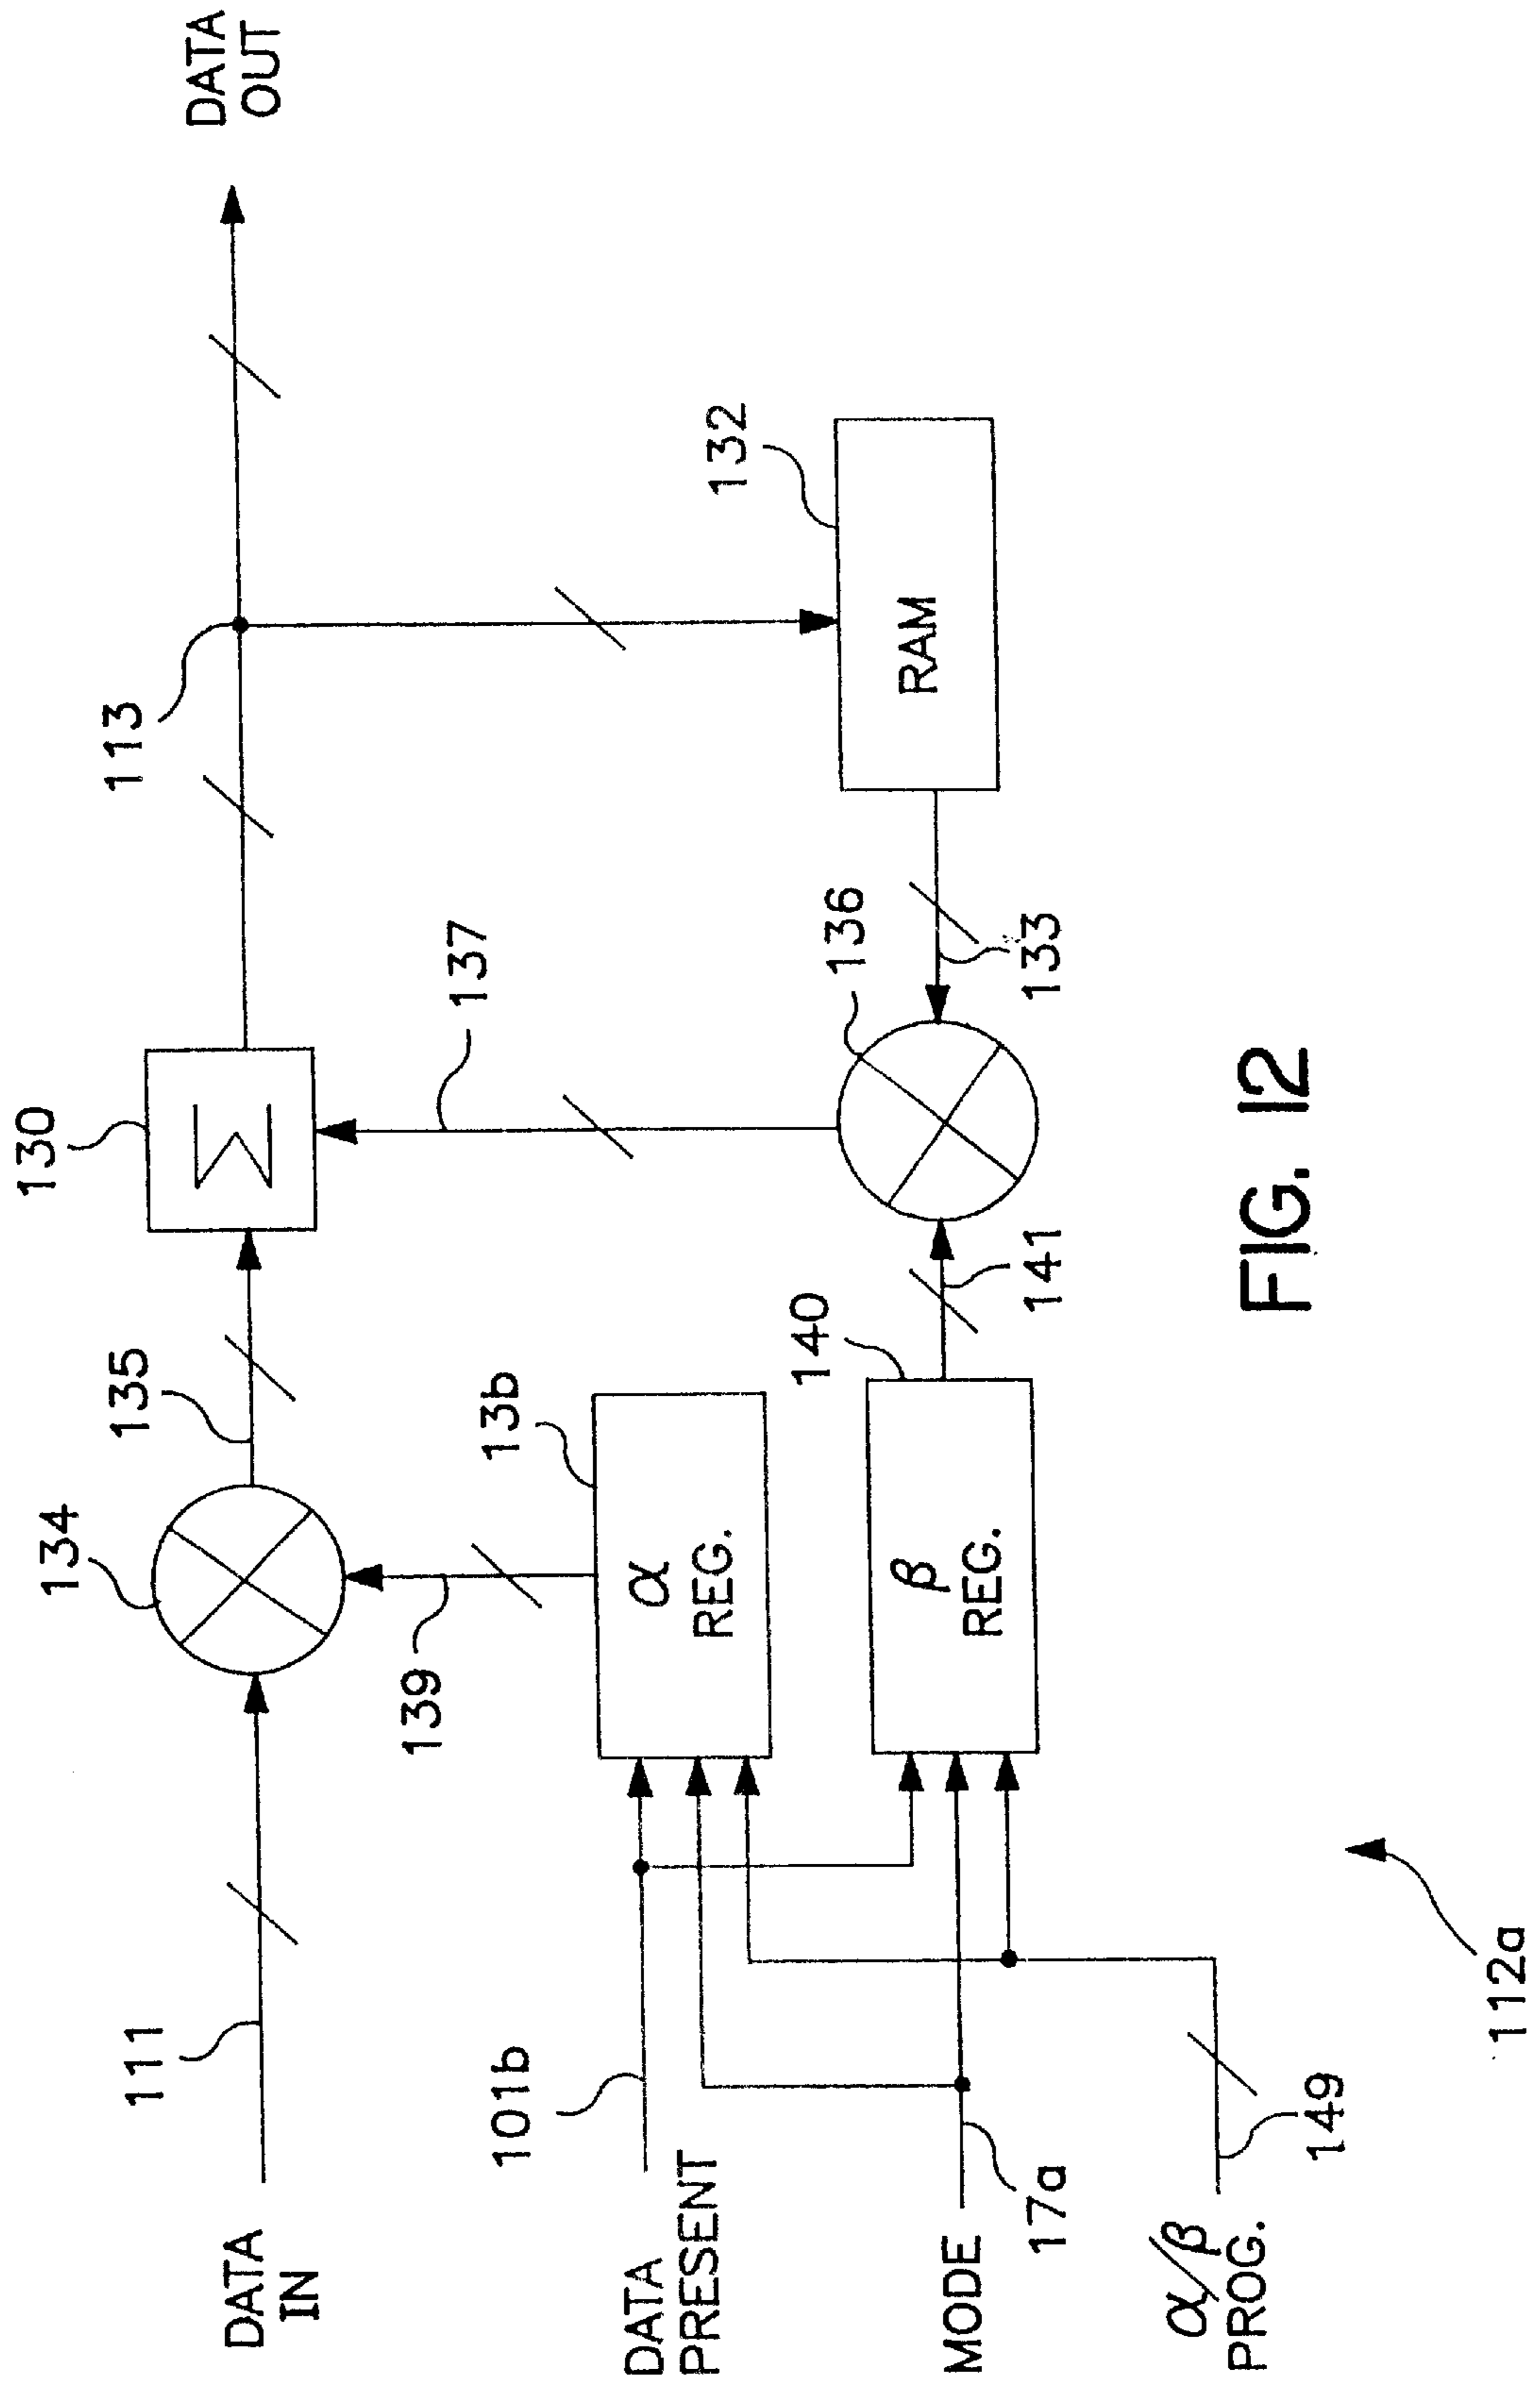 DATA
OUT
113
132
RAM
130
Σ
137
136
133
134
135
13b
α
REG.
139
140
β
REG.
141
111
DATA
IN
101b
DATA
PRESENT
MODE
17a
α/β
PROG.
149
112a
FIG. 12